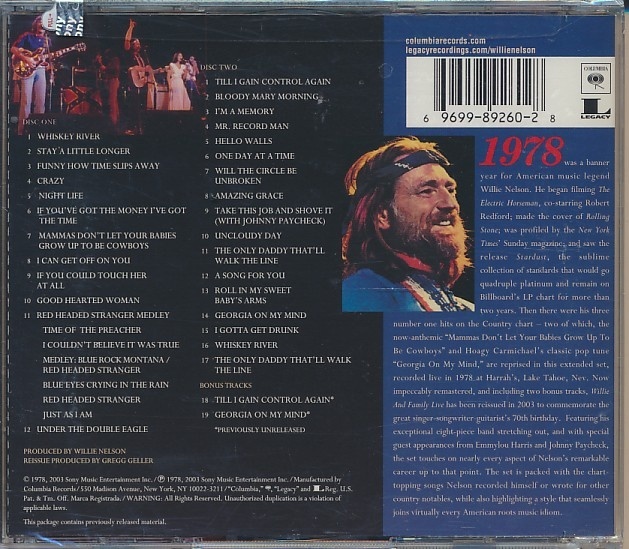 DISC ONE
1 WHISKEY RIVER
2 STAY A LITTLE LONGER
3 FUNNY HOW TIME SLIPS AWAY
4 CRAZY
5 NIGHT LIFE
6 IF YOU'VE GOT THE MONEY I'VE GOT
THE TIME
7 MAMMAS DON'T LET YOUR BABIES
GROW UP TO BE COWBOYS
8 I CAN GET OFF ON YOU
9 IF YOU COULD TOUCH HER
AT ALL
10 GOOD HEARTED WOMAN
11 RED HEADED STRANGER MEDLEY
TIME OF THE PREACHER
I COULDN'T BELIEVE IT WAS TRUE
MEDLEY: BLUE ROCK MONTANA /
RED HEADED STRANGER
BLUE EYES CRYING IN THE RAIN
RED HEADED STRANGER
JUST AS I AM
12 UNDER THE DOUBLE EAGLE
PRODUCED BY WILLIE NELSON
REISSUE PRODUCED BY GREGG GELLER
DISC TWO
1 TILL I GAIN CONTROL AGAIN
2 BLOODY MARY MORNING
3 I'M A MEMORY
4 MR. RECORD MAN
5 HELLO WALLS
6 ONE DAY AT A TIME
7 WILL THE CIRCLE BE
UNBROKEN
8 AMAZING GRACE
9 TAKE THIS JOB AND SHOVE IT
(WITH JOHNNY PAYCHECK)
10 UNCLOUDY DAY
11 THE ONLY DADDY THAT'LL
WALK THE LINE
12 A SONG FOR YOU
13 ROLL IN MY SWEET
BABY'S ARMS
14 GEORGIA ON MY MIND
15 I GOTTA GET DRUNK
16 WHISKEY RIVER
17 THE ONLY DADDY THAT'LL WALK
THE LINE
BONUS TRACKS
18 TILL I GAIN CONTROL AGAIN*
19 GEORGIA ON MY MIND*
*PREVIOUSLY UNRELEASED
© 1978, 2003 Sony Music Entertainment Inc. / ℗ 1978, 2003 Sony Music Entertainment Inc. / Manufactured by
Columbia Records / 550 Madison Avenue, New York, NY 10022-3211 / "Columbia," "Legacy" and L Reg. U.S.
Pat. & Tm. Off. Marca Registrada. / WARNING: All Rights Reserved. Unauthorized duplication is a violation of
applicable laws.
This package contains previously released material.
columbiarecords.com
legacyrecordings.com/willienelson
6 9699-89260-2 8
COLUMBIA
L
LEGACY
1978 was a banner
year for American music legend
Willie Nelson. He began filming The
Electric Horseman, co-starring Robert
Redford; made the cover of Rolling
Stone; was profiled by the New York
Times' Sunday magazine; and saw the
release Stardust, the sublime
collection of standards that would go
quadruple platinum and remain on
Billboard's LP chart for more than
two years. Then there were his three
number one hits on the Country chart – two of which, the
now-anthemic "Mammas Don't Let Your Babies Grow Up To
Be Cowboys" and Hoagy Carmichael's classic pop tune
"Georgia On My Mind," are reprised in this extended set,
recorded live in 1978 at Harrah's, Lake Tahoe, Nev. Now
impeccably remastered, and including two bonus tracks, Willie
And Family Live has been reissued in 2003 to commemorate the
great singer-songwriter-guitarist's 70th birthday. Featuring his
exceptional eight-piece band stretching out, and with special
guest appearances from Emmylou Harris and Johnny Paycheck,
the set touches on nearly every aspect of Nelson's remarkable
career up to that point. The set is packed with the chart-
topping songs Nelson recorded himself or wrote for other
country notables, while also highlighting a style that seamlessly
joins virtually every American roots music idiom.